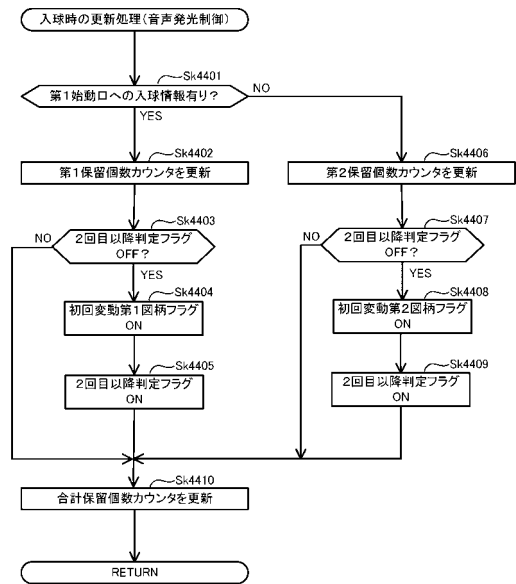 入球時の更新処理(音声発光制御)
Sk4401
第1始動口への入球情報有り?
NO
YES
Sk4402
第1保留個数カウンタを更新
Sk4406
第2保留個数カウンタを更新
Sk4403
2回目以降判定フラグ
OFF?
NO
YES
Sk4407
2回目以降判定フラグ
OFF?
NO
YES
Sk4404
初回変動第1図柄フラグ
ON
Sk4408
初回変動第2図柄フラグ
ON
Sk4405
2回目以降判定フラグ
ON
Sk4409
2回目以降判定フラグ
ON
Sk4410
合計保留個数カウンタを更新
RETURN